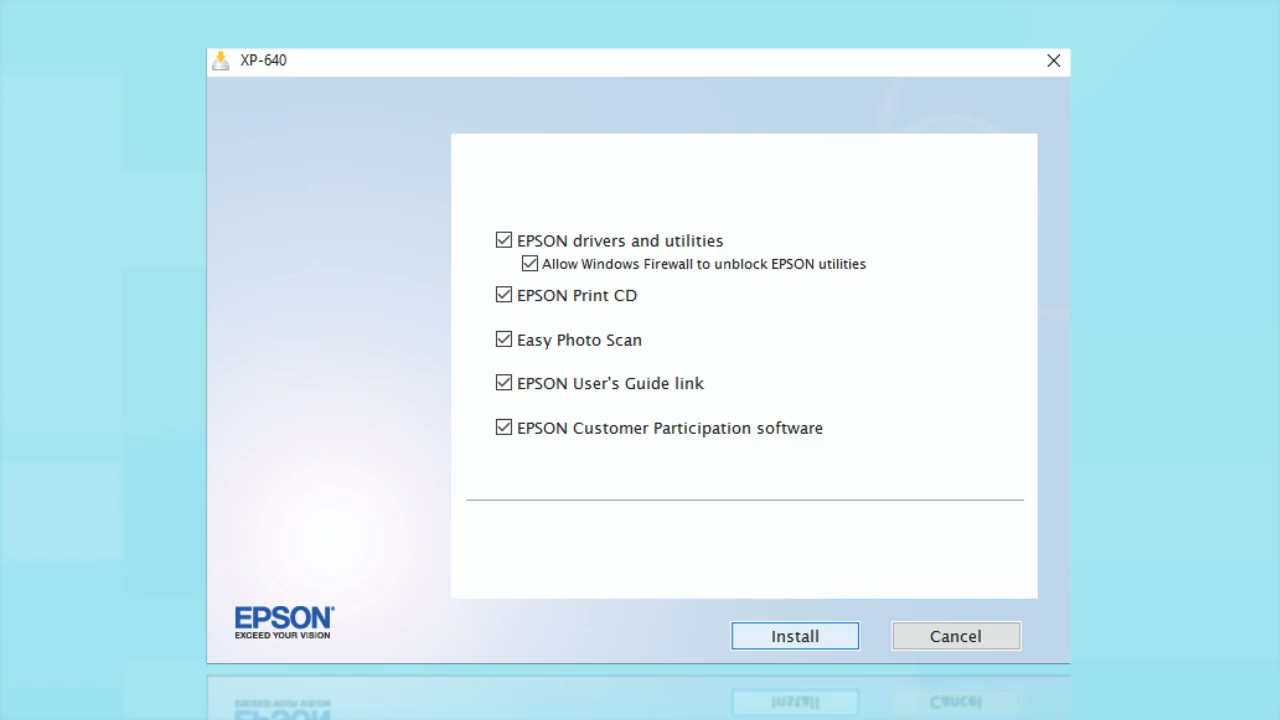 XP-640
EPSON drivers and utilities
Allow Windows Firewall to unblock EPSON utilities
EPSON Print CD
Easy Photo Scan
EPSON User's Guide link
EPSON Customer Participation software
EPSON
EXCEED YOUR VISION
Install
Cancel